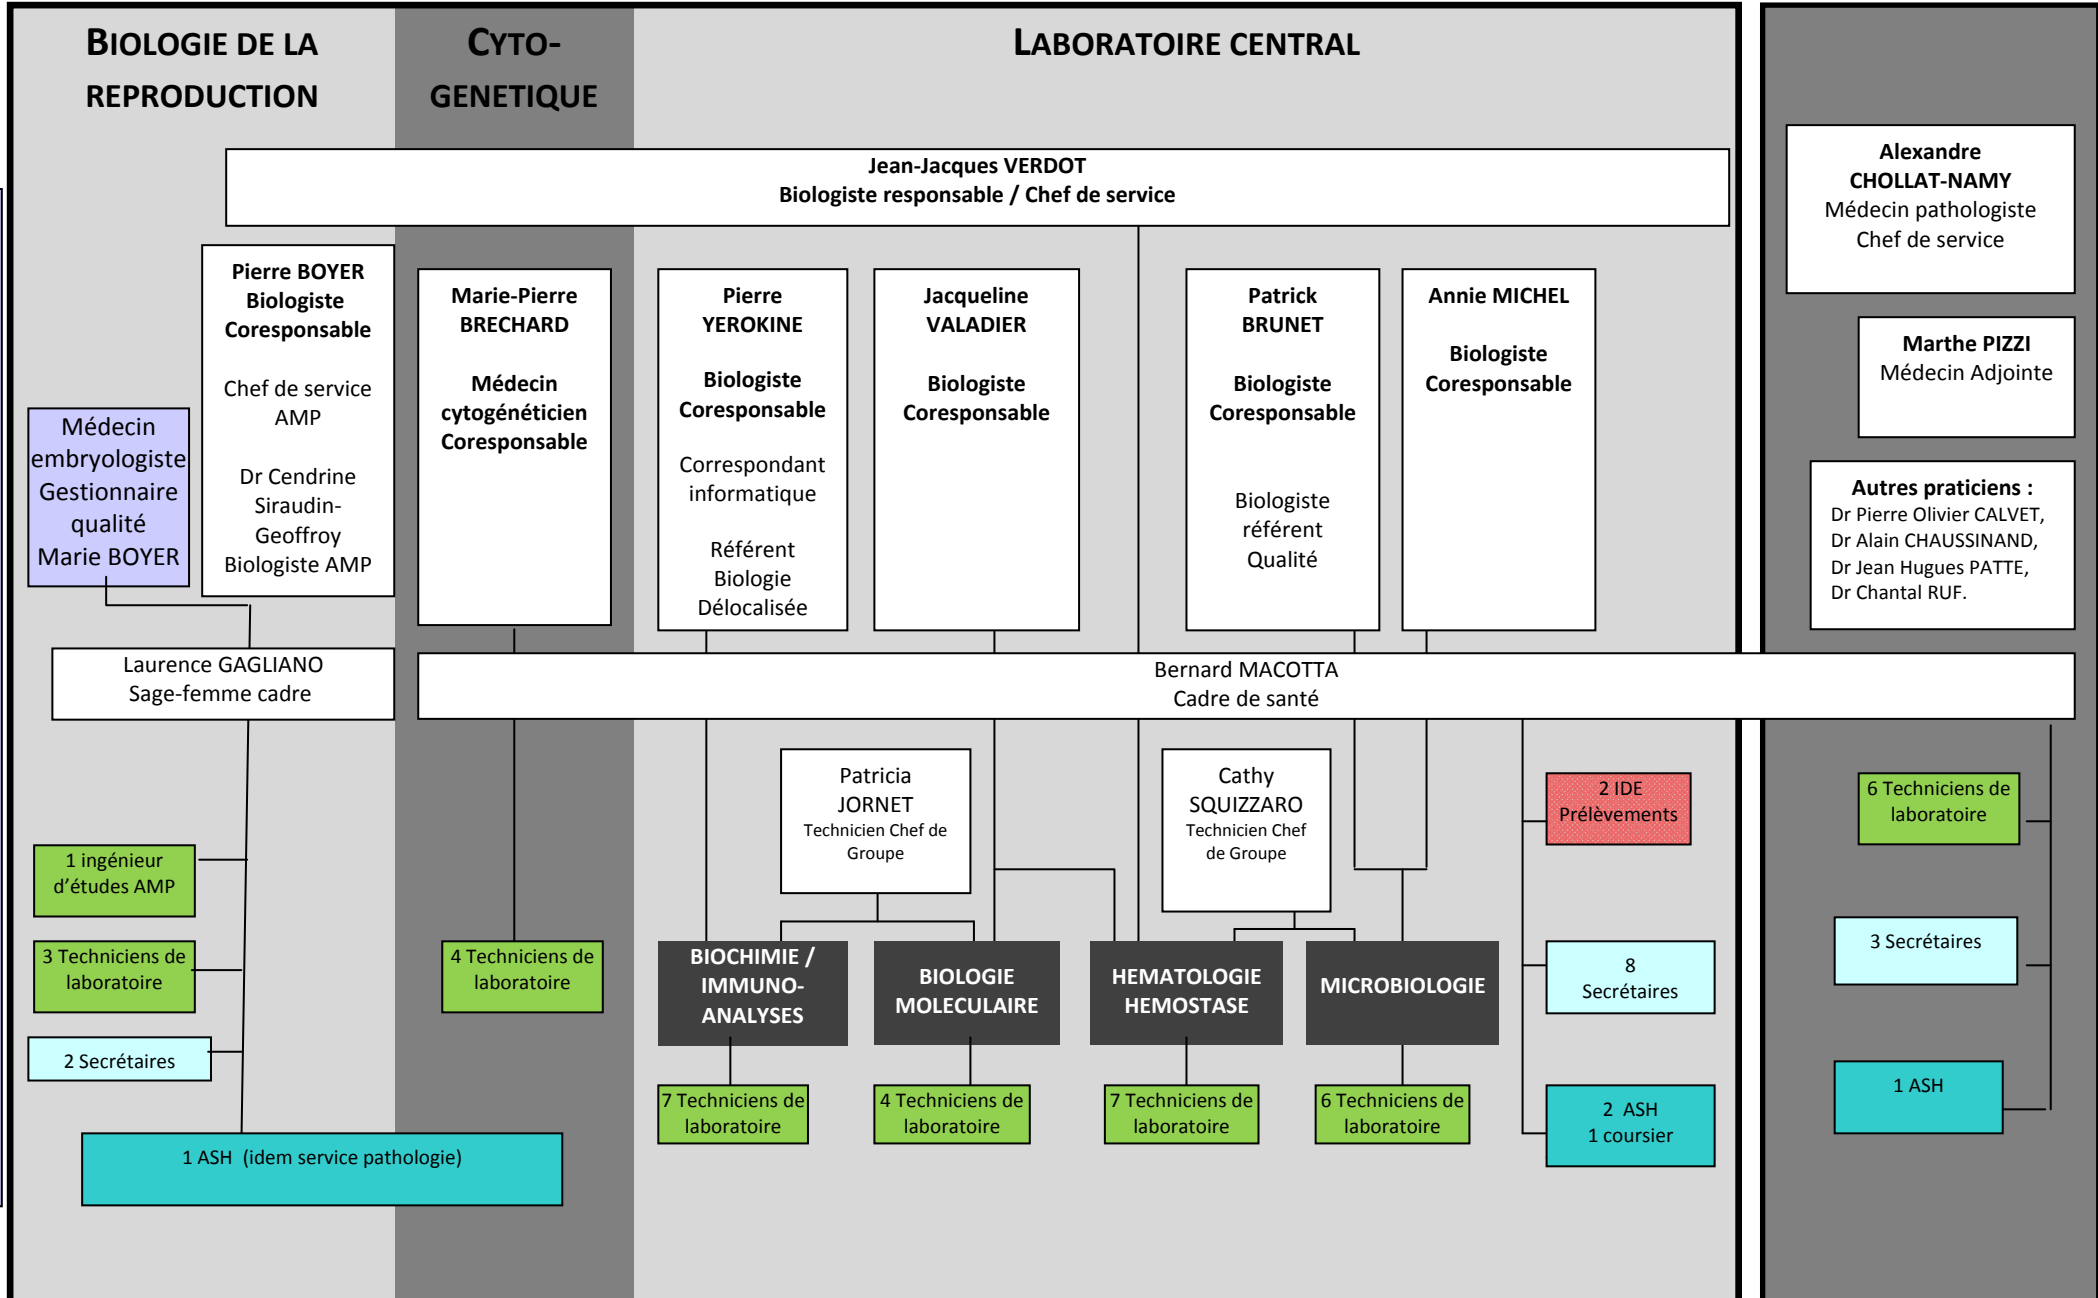 BIOLOGIE DE LA
REPRODUCTION
CYTO-
GENETIQUE
LABORATOIRE CENTRAL
Jean-Jacques VERDOT
Biologiste responsable / Chef de service
Pierre BOYER
Biologiste
Coresponsable
Chef de service
AMP
Dr Cendrine
Siraudin-
Geoffroy
Biologiste AMP
Médecin
embryologiste
Gestionnaire
qualité
Marie BOYER
Marie-Pierre
BRECHARD
Médecin
cytogénéticien
Coresponsable
Pierre
YEROKINE
Biologiste
Coresponsable
Correspondant
informatique
Référent
Biologie
Délocalisée
Jacqueline
VALADIER
Biologiste
Coresponsable
Patrick
BRUNET
Biologiste
Coresponsable
Biologiste
référent
Qualité
Annie MICHEL
Biologiste
Coresponsable
Alexandre
CHOLLAT-NAMY
Médecin pathologiste
Chef de service
Marthe PIZZI
Médecin Adjointe
Autres praticiens :
Dr Pierre Olivier CALVET,
Dr Alain CHAUSSINAND,
Dr Jean Hugues PATTE,
Dr Chantal RUF.
Laurence GAGLIANO
Sage-femme cadre
Bernard MACOTTA
Cadre de santé
Patricia
JORNET
Technicien Chef de
Groupe
Cathy
SQUIZZARO
Technicien Chef
de Groupe
2 IDE
Prélèvements
6 Techniciens de
laboratoire
1 ingénieur
d'études AMP
3 Techniciens de
laboratoire
2 Secrétaires
4 Techniciens de
laboratoire
BIOCHIMIE /
IMMUNO-
ANALYSES
BIOLOGIE
MOLECULAIRE
HEMATOLOGIE
HEMOSTASE
MICROBIOLOGIE
8
Secrétaires
3 Secrétaires
7 Techniciens de
laboratoire
4 Techniciens de
laboratoire
7 Techniciens de
laboratoire
6 Techniciens de
laboratoire
2 ASH
1 coursier
1 ASH
1 ASH (idem service pathologie)